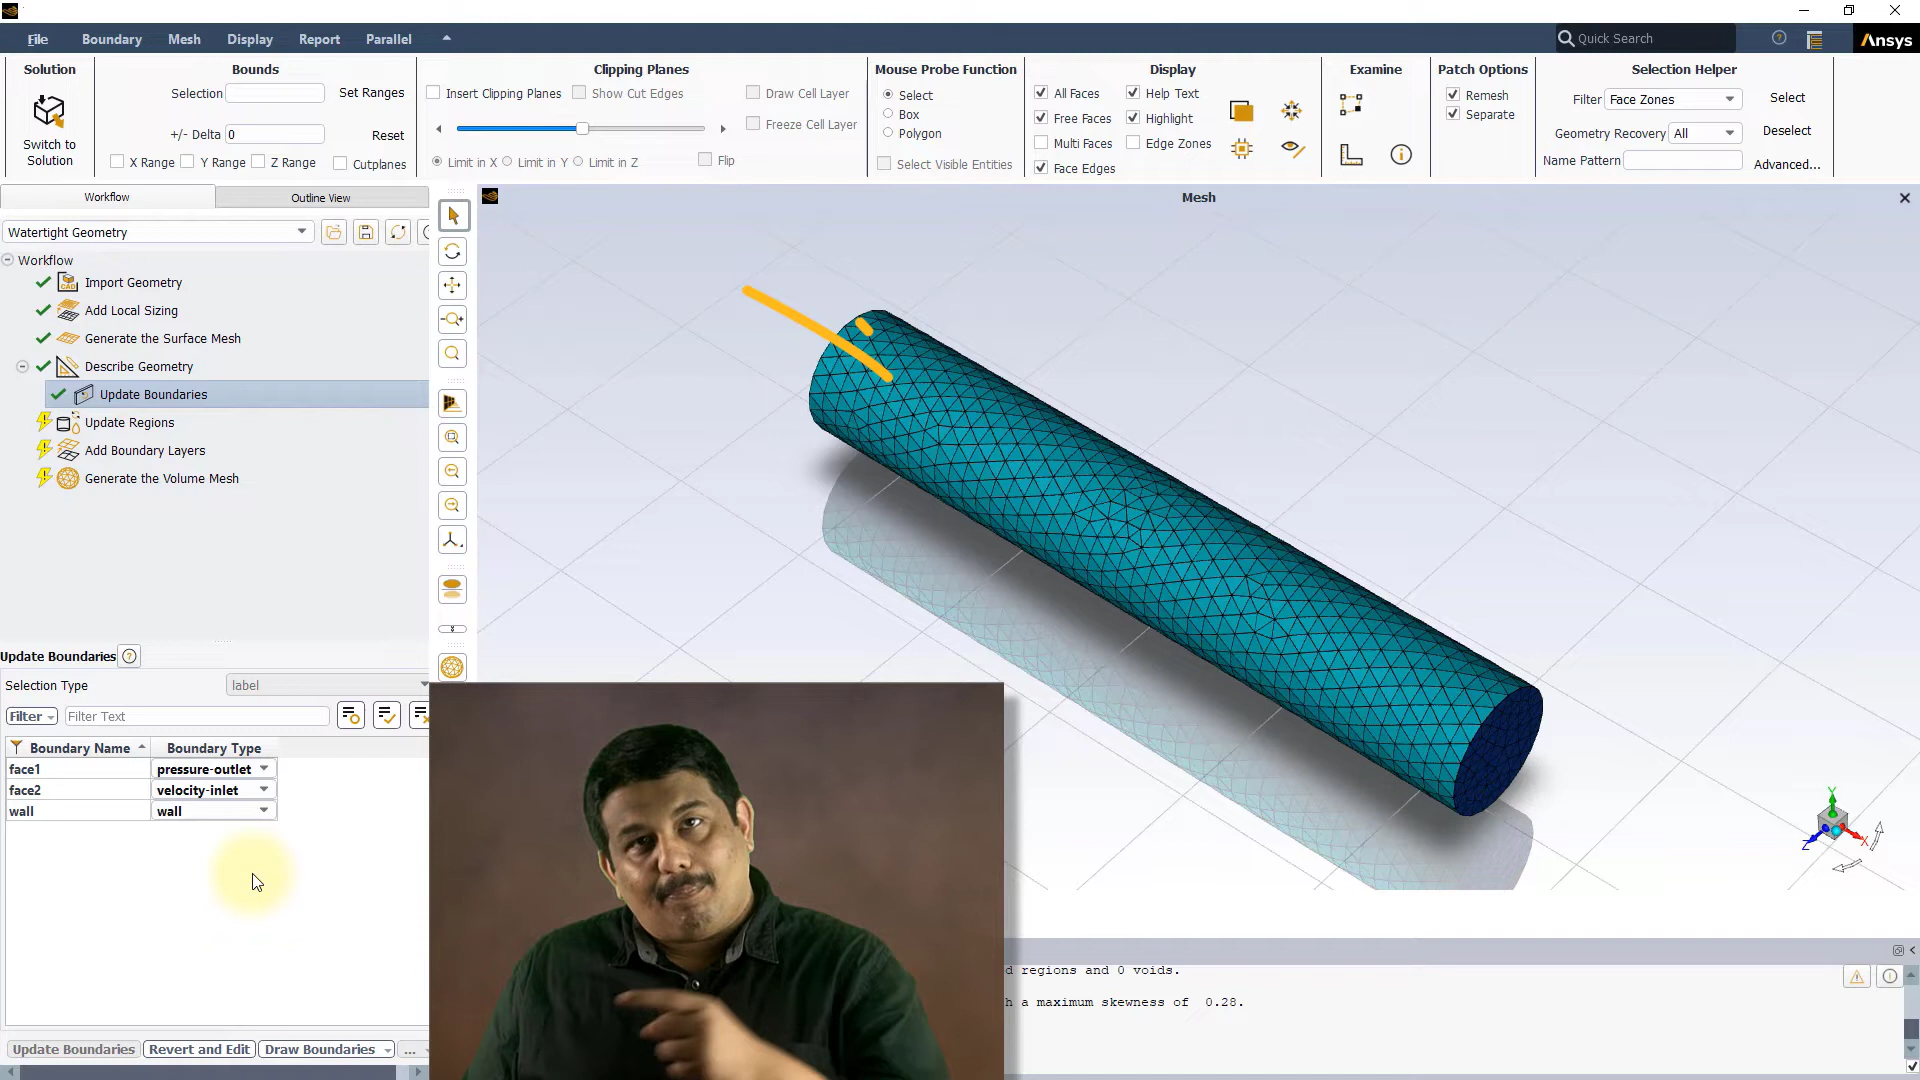 File
Boundary
Mesh
Display
Report
Parallel
Quick Search
Ansys
Solution
Switch to
Solution
Bounds
Selection
Set Ranges
+/- Delta 0
Reset
X Range Y Range Z Range Cutplanes
Clipping Planes
Insert Clipping Planes Show Cut Edges
Draw Cell Layer
Freeze Cell Layer
Limit in X Limit in Y Limit in Z
Flip
Mouse Probe Function
Select
Box
Polygon
Select Visible Entities
Display
All Faces Help Text
Free Faces Highlight
Multi Faces Edge Zones
Face Edges
Examine
Patch Options
Remesh
Separate
Selection Helper
Filter Face Zones
Select
Geometry Recovery All
Deselect
Name Pattern
Advanced...
Workflow
Outline View
Watertight Geometry
Workflow
Import Geometry
Add Local Sizing
Generate the Surface Mesh
Describe Geometry
Update Boundaries
Update Regions
Add Boundary Layers
Generate the Volume Mesh
Mesh
Y
X
Z
Update Boundaries
Selection Type label
Filter Filter Text
Boundary Name Boundary Type
face1 pressure-outlet
face2 velocity-inlet
wall wall
Update Boundaries Revert and Edit Draw Boundaries ...
d regions and 0 voids.
h a maximum skewness of 0.28.